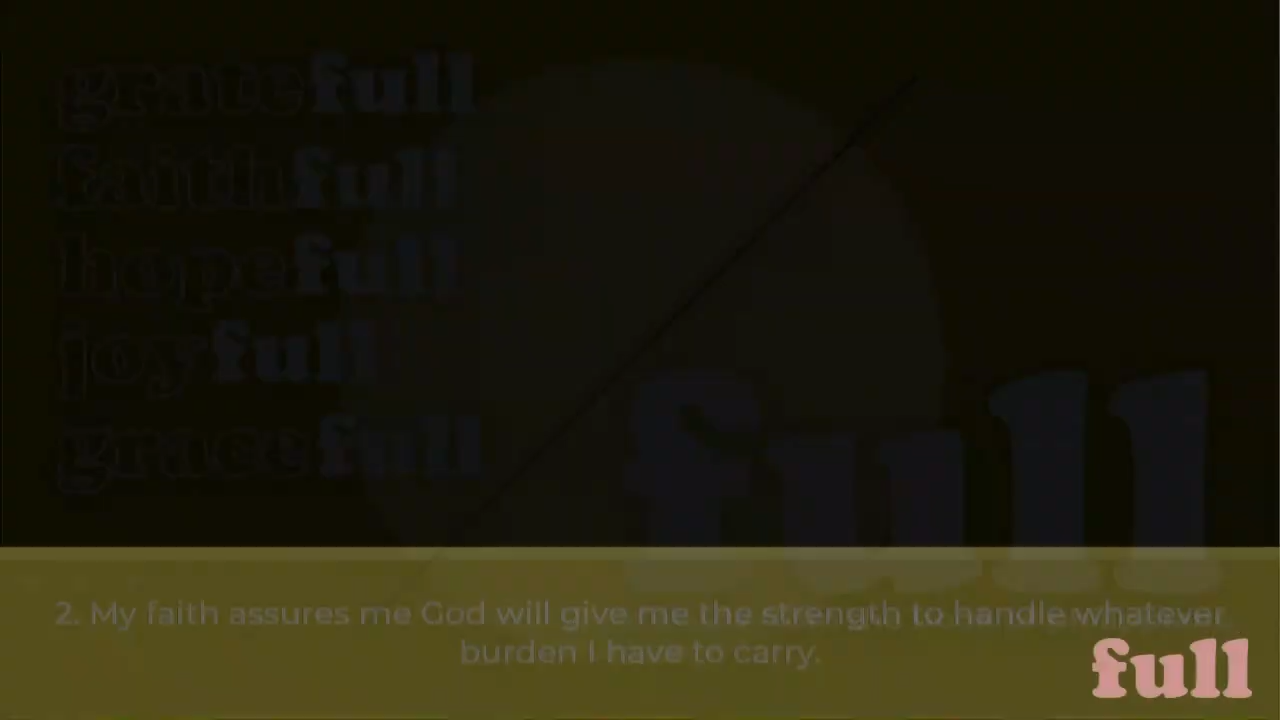 gracefull
faithfull
hopefull
joyfull
gracefull
full
2. My faith assures me God will give me the strength to handle whatever
burden I have to carry.
full